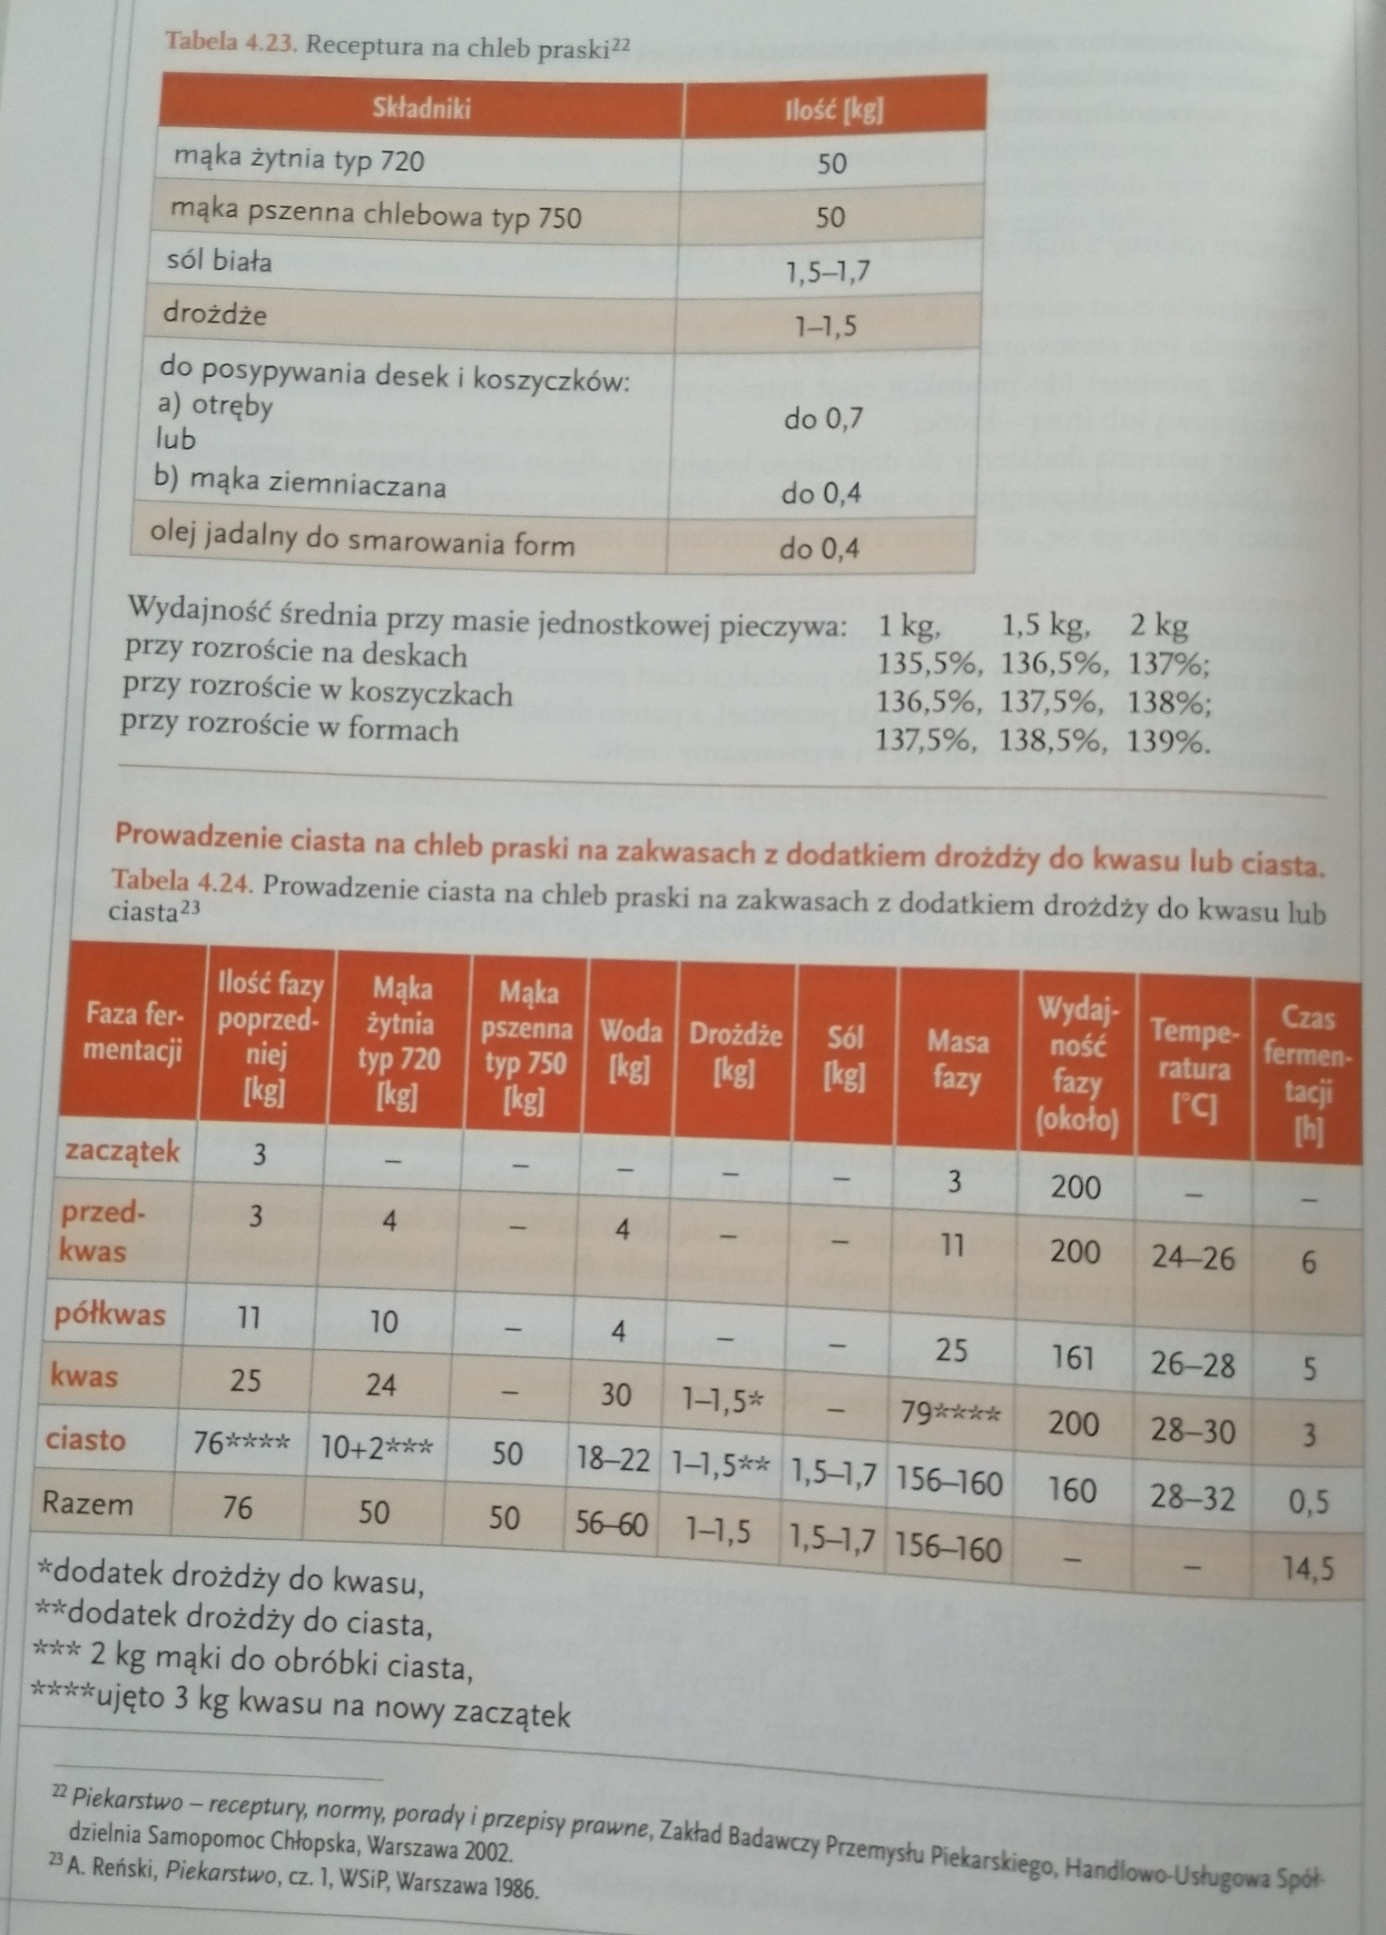 Tabela 4.23. Receptura na chleb praski²²
Składniki Ilość [kg]
mąka żytnia typ 720 50
mąka pszenna chlebowa typ 750 50
sól biała 1,5–1,7
drożdże 1–1,5
do posypywania desek i koszyczków:
a) otręby do 0,7
lub
b) mąka ziemniaczana do 0,4
olej jadalny do smarowania form do 0,4
Wydajność średnia przy masie jednostkowej pieczywa: 1 kg, 1,5 kg, 2 kg
przy rozroście na deskach 135,5%, 136,5%, 137%;
przy rozroście w koszyczkach 136,5%, 137,5%, 138%;
przy rozroście w formach 137,5%, 138,5%, 139%.
Prowadzenie ciasta na chleb praski na zakwasach z dodatkiem drożdży do kwasu lub ciasta.
Tabela 4.24. Prowadzenie ciasta na chleb praski na zakwasach z dodatkiem drożdży do kwasu lub
ciasta²³
Faza fer-mentacji Ilość fazy poprzed-niej [kg] Mąka żytnia typ 720 [kg] Mąka pszenna typ 750 [kg] Woda [kg] Drożdże [kg] Sól [kg] Masa fazy Wydaj-ność fazy (około) Tempe-ratura [°C] Czas fermen-tacji [h]
zaczątek 3 – – – – – 3 200 – –
przed-kwas 3 4 – 4 – – 11 200 24–26 6
półkwas 11 10 – 4 – – 25 161 26–28 5
kwas 25 24 – 30 1–1,5* – 79**** 200 28–30 3
ciasto 76**** 10+2*** 50 18–22 1–1,5** 1,5–1,7 156–160 160 28–32 0,5
Razem 76 50 50 56–60 1–1,5 1,5–1,7 156–160 – – 14,5
*dodatek drożdży do kwasu,
**dodatek drożdży do ciasta,
*** 2 kg mąki do obróbki ciasta,
****ujęto 3 kg kwasu na nowy zaczątek
²² Piekarstwo – receptury, normy, porady i przepisy prawne, Zakład Badawczy Przemysłu Piekarskiego, Handlowo-Usługowa Spół-
dzielnia Samopomoc Chłopska, Warszawa 2002.
²³ A. Reński, Piekarstwo, cz. 1, WSiP, Warszawa 1986.